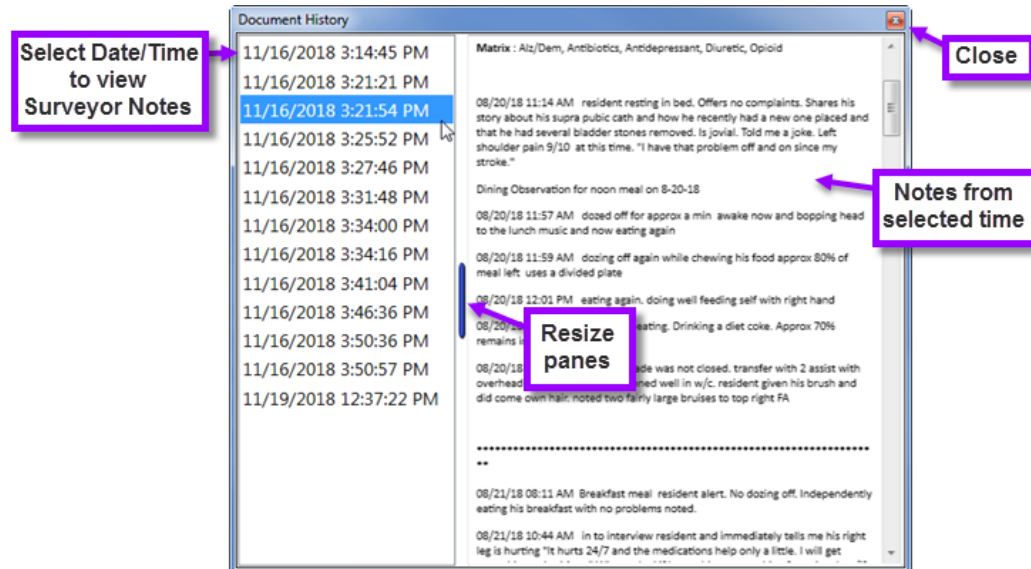 Document History
Select Date/Time
to view
Surveyor Notes
Close
11/16/2018 3:14:45 PM
11/16/2018 3:21:21 PM
11/16/2018 3:21:54 PM
11/16/2018 3:25:52 PM
11/16/2018 3:27:46 PM
11/16/2018 3:31:48 PM
11/16/2018 3:34:00 PM
11/16/2018 3:34:16 PM
11/16/2018 3:41:04 PM
11/16/2018 3:46:36 PM
11/16/2018 3:50:36 PM
11/16/2018 3:50:57 PM
11/19/2018 12:37:22 PM
Matrix : Alz/Dem, Antibiotics, Antidepressant, Diuretic, Opioid
08/20/18 11:14 AM resident resting in bed. Offers no complaints. Shares his
story about his supra pubic cath and how he recently had a new one placed and
that he had several bladder stones removed. Is jovial. Told me a joke. Left
shoulder pain 9/10 at this time. "I have that problem off and on since my
stroke."
Dining Observation for noon meal on 8-20-18
08/20/18 11:57 AM dozed off for approx a min awake now and bopping head
to the lunch music and now eating again
08/20/18 11:59 AM dozing off again while chewing his food approx 80% of
meal left uses a divided plate
08/20/18 12:01 PM eating again. doing well feeding self with right hand
eating. Drinking a diet coke. Approx 70%
remains
08/20/18 was not closed. transfer with 2 assist with
overhead well in w/c. resident given his brush and
did come own hair. noted two fairly large bruises to top right FA
**
08/21/18 08:11 AM Breakfast meal resident alert. No dozing off. Independently
eating his breakfast with no problems noted.
08/21/18 10:44 AM in to interview resident and immediately tells me his right
leg is hurting "It hurts 24/7 and the medications help only a little. I will get
Notes from
selected time
Resize
panes